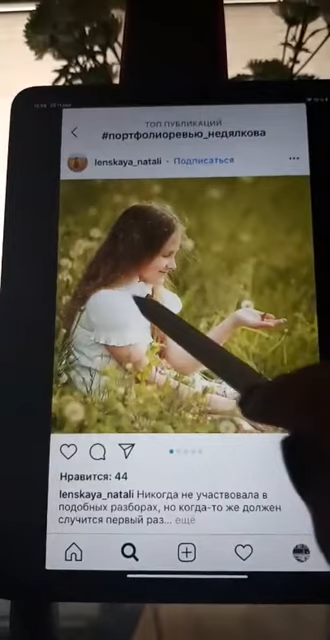 ТОП ПУБЛИКАЦИЙ
#портфолиоревью_недялкова
lenskaya_natali · Подписаться
Нравится: 44
lenskaya_natali Никогда не участвовала в
подобных разборах, но когда-то же должен
случится первый раз... ещё